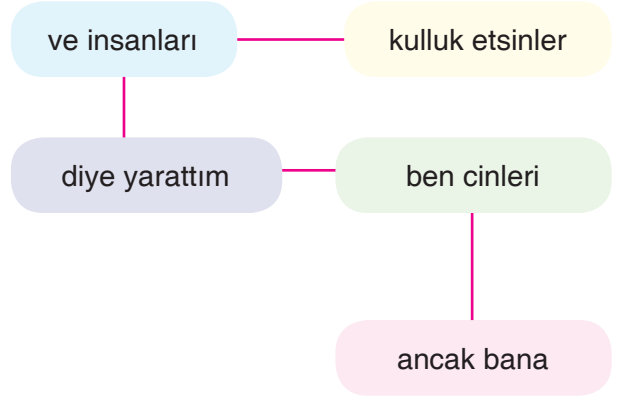 ve insanları
kulluk etsinler
diye yarattım
ben cinleri
ancak bana